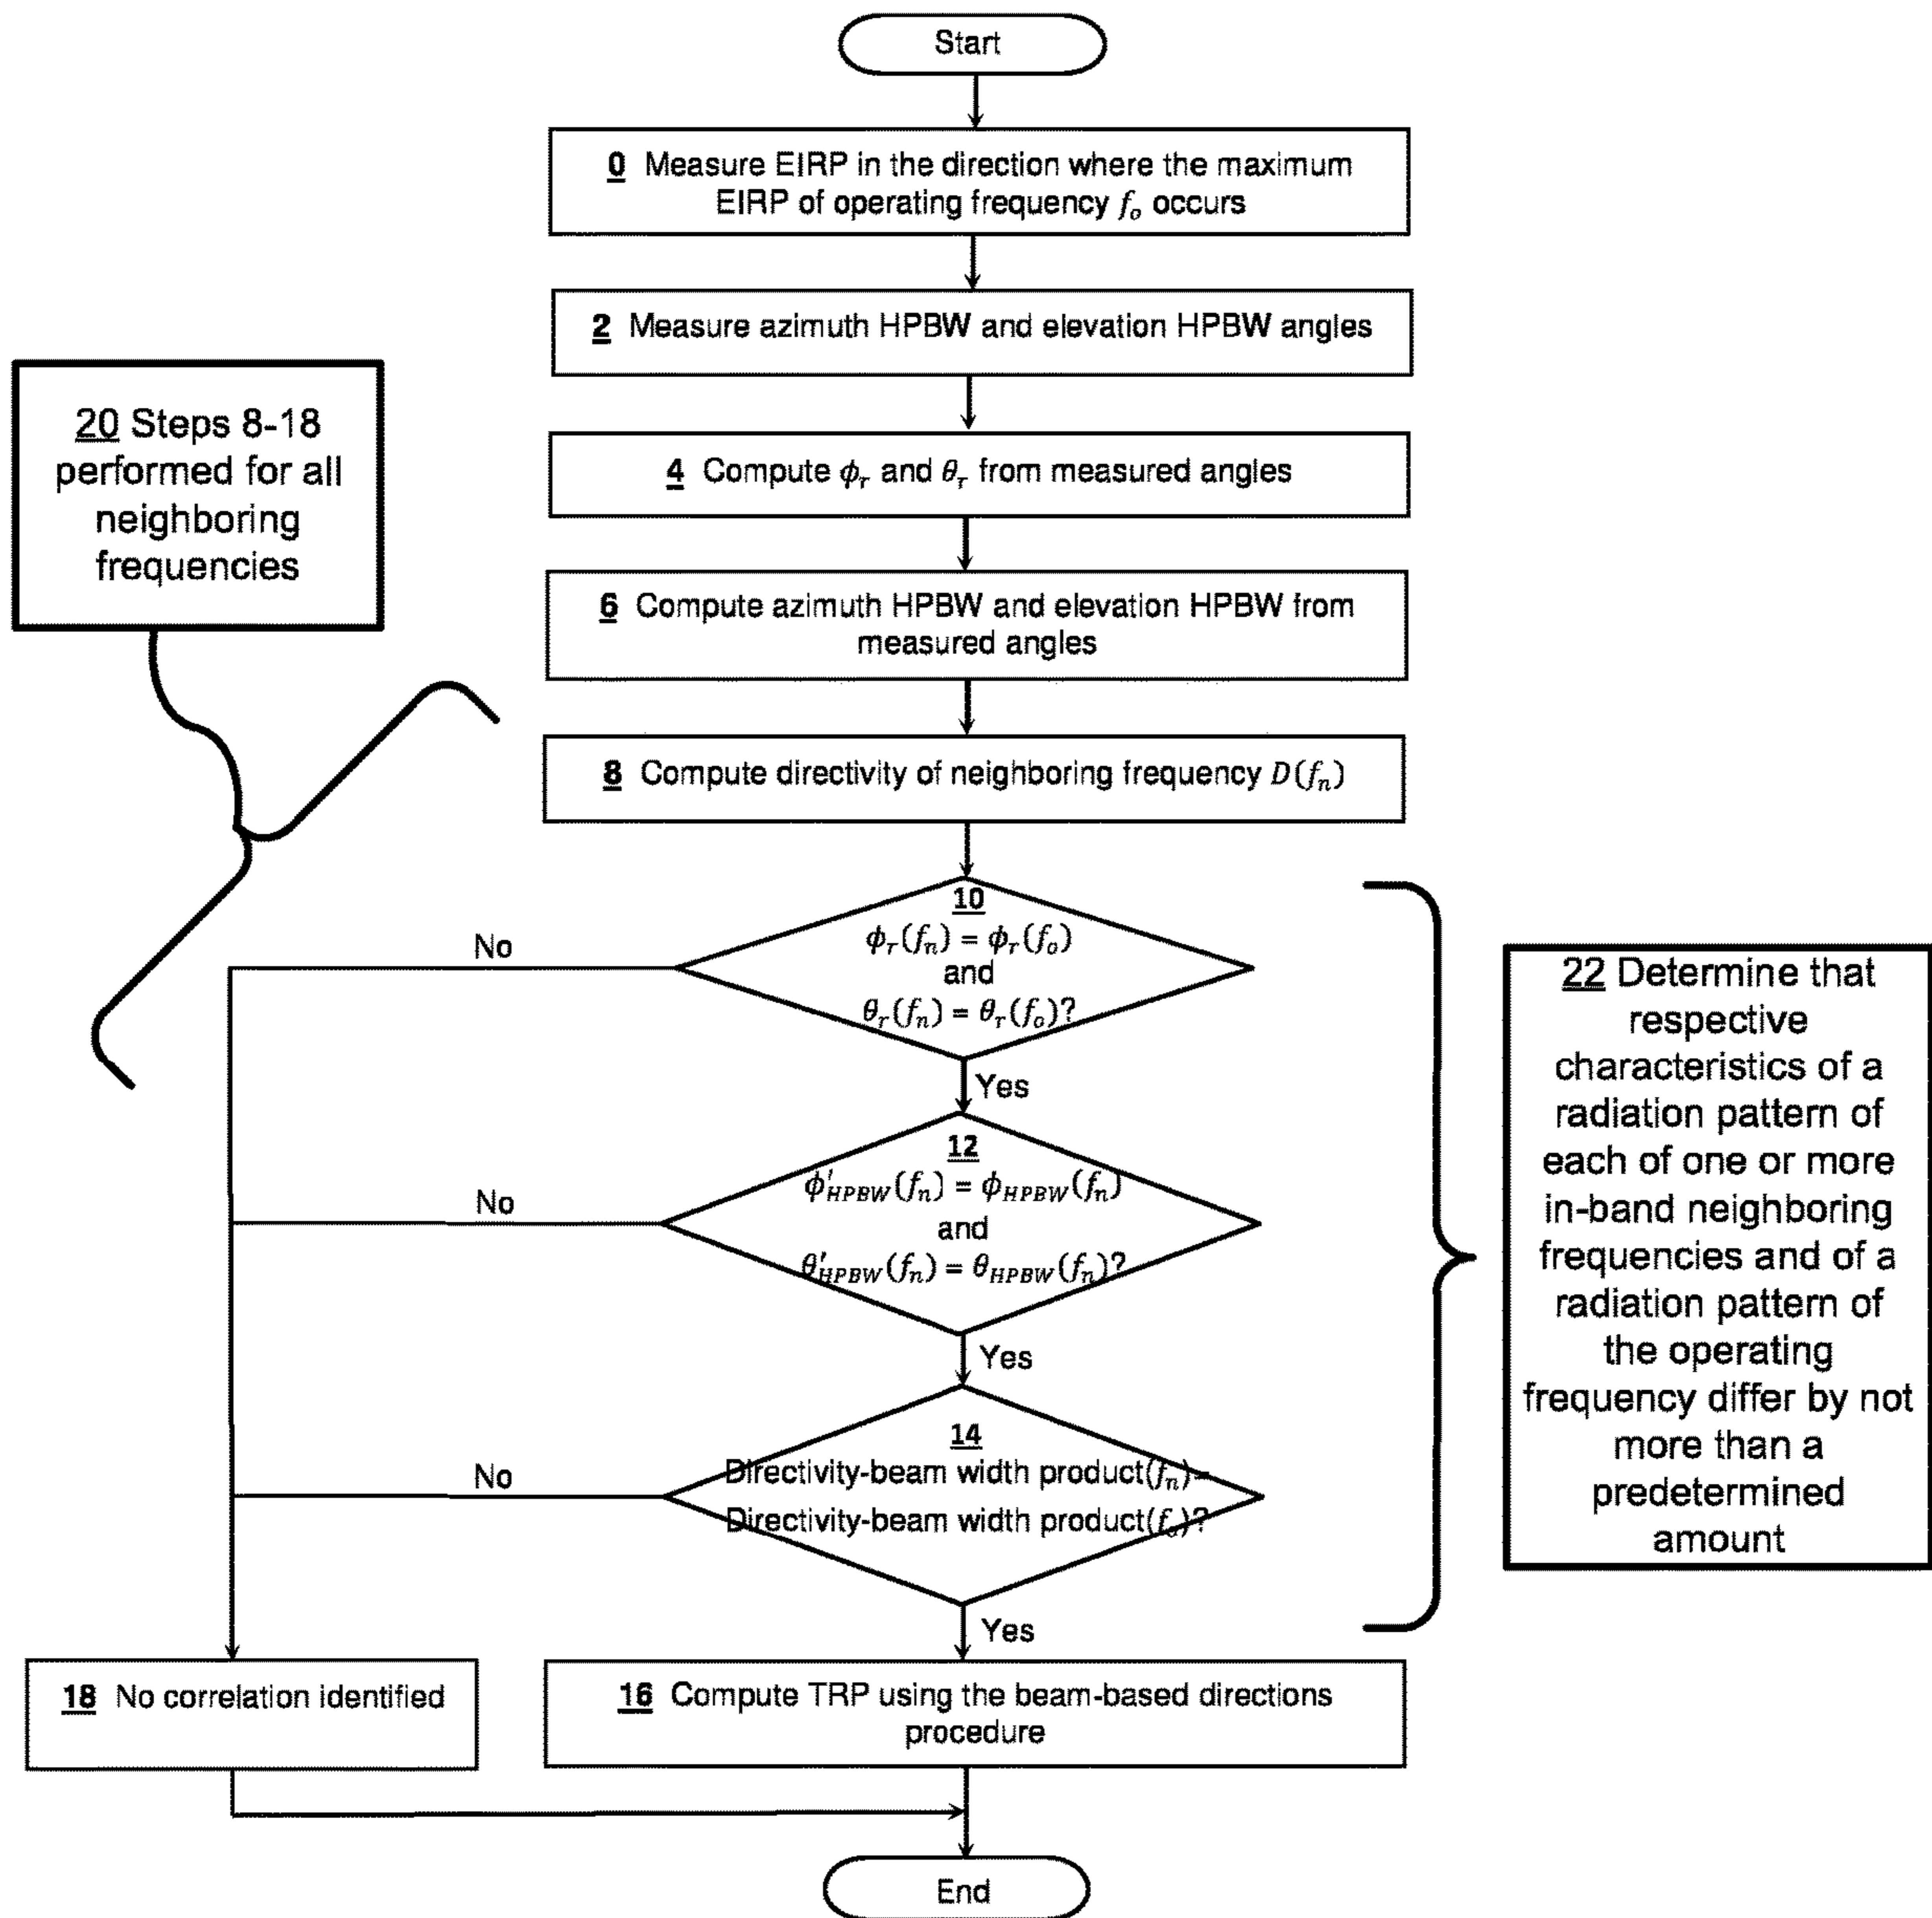 Start
0 Measure EIRP in the direction where the maximum
EIRP of operating frequency fₒ occurs
2 Measure azimuth HPBW and elevation HPBW angles
20 Steps 8-18
performed for all
neighboring
frequencies
4 Compute ϕᵣ and θᵣ from measured angles
6 Compute azimuth HPBW and elevation HPBW from
measured angles
8 Compute directivity of neighboring frequency D(fₙ)
10
ϕᵣ(fₙ) = ϕᵣ(fₒ)
and
θᵣ(fₙ) = θᵣ(fₒ)?
No
Yes
12
ϕ′HPBW(fₙ) = ϕHPBW(fₙ)
and
θ′HPBW(fₙ) = θHPBW(fₙ)?
No
Yes
14
Directivity-beam width product(fₙ)=
Directivity-beam width product(fₒ)?
No
Yes
22 Determine that
respective
characteristics of a
radiation pattern of
each of one or more
in-band neighboring
frequencies and of a
radiation pattern of
the operating
frequency differ by not
more than a
predetermined
amount
18 No correlation identified
16 Compute TRP using the beam-based directions
procedure
End